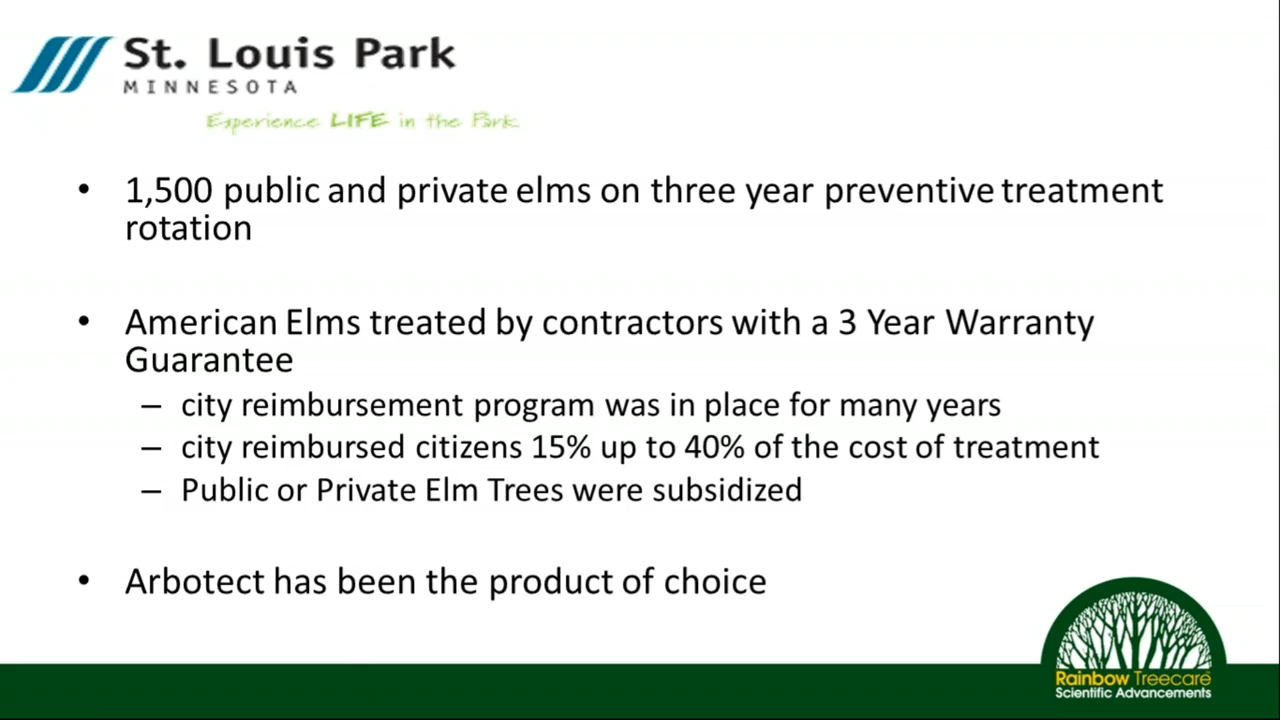 St. Louis Park
MINNESOTA
Experience LIFE in the Park
• 1,500 public and private elms on three year preventive treatment
rotation
• American Elms treated by contractors with a 3 Year Warranty
Guarantee
– city reimbursement program was in place for many years
– city reimbursed citizens 15% up to 40% of the cost of treatment
– Public or Private Elm Trees were subsidized
• Arbotect has been the product of choice
Rainbow Treecare
Scientific Advancements